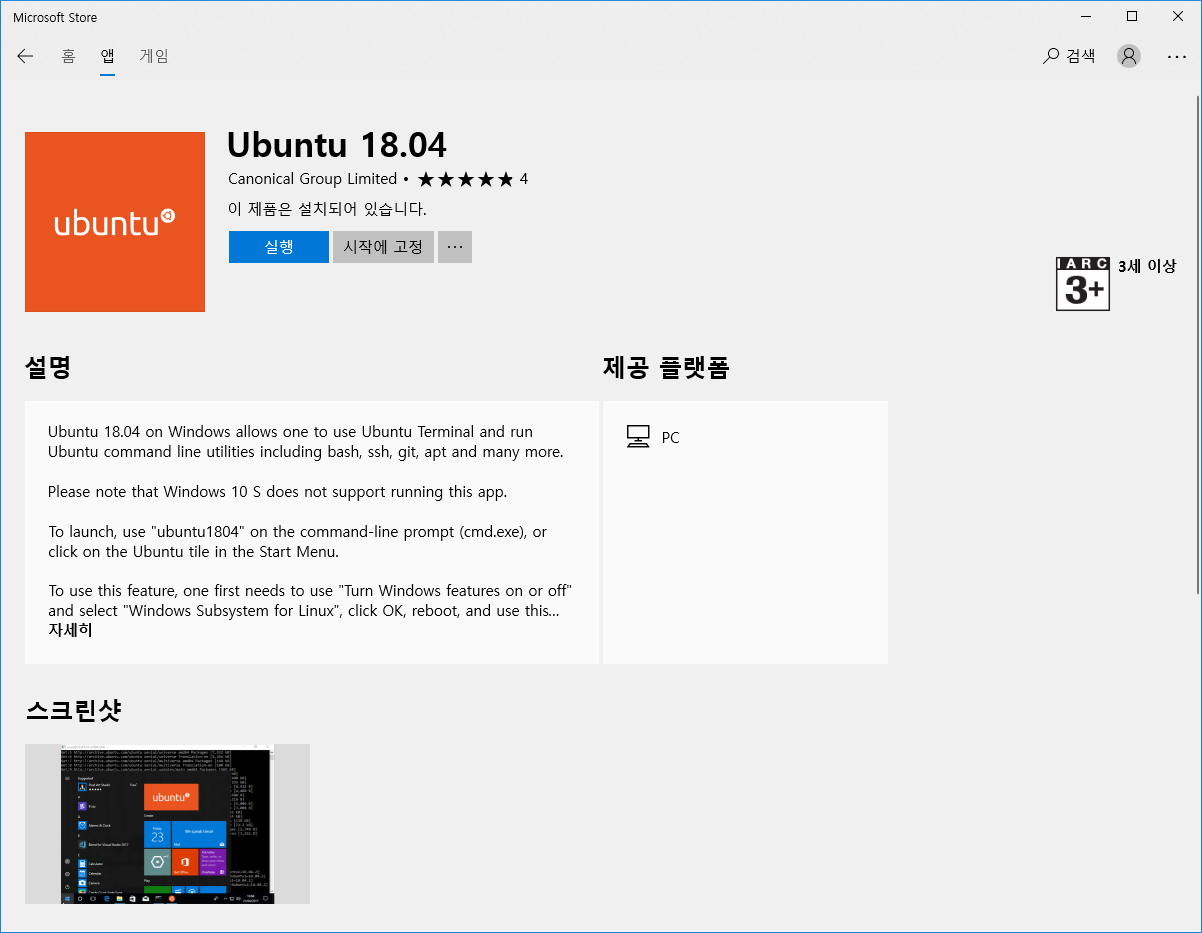 Microsoft Store
홈 앱 게임 검색
ubuntu
Ubuntu 18.04
Canonical Group Limited • ★★★★★ 4
이 제품은 설치되어 있습니다.
실행 시작에 고정 ···
IARC
3+
3세 이상
설명
Ubuntu 18.04 on Windows allows one to use Ubuntu Terminal and run
Ubuntu command line utilities including bash, ssh, git, apt and many more.
Please note that Windows 10 S does not support running this app.
To launch, use "ubuntu1804" on the command-line prompt (cmd.exe), or
click on the Ubuntu tile in the Start Menu.
To use this feature, one first needs to use "Turn Windows features on or off"
and select "Windows Subsystem for Linux", click OK, reboot, and use this...
자세히
제공 플랫폼
PC
스크린샷
ubuntu
23